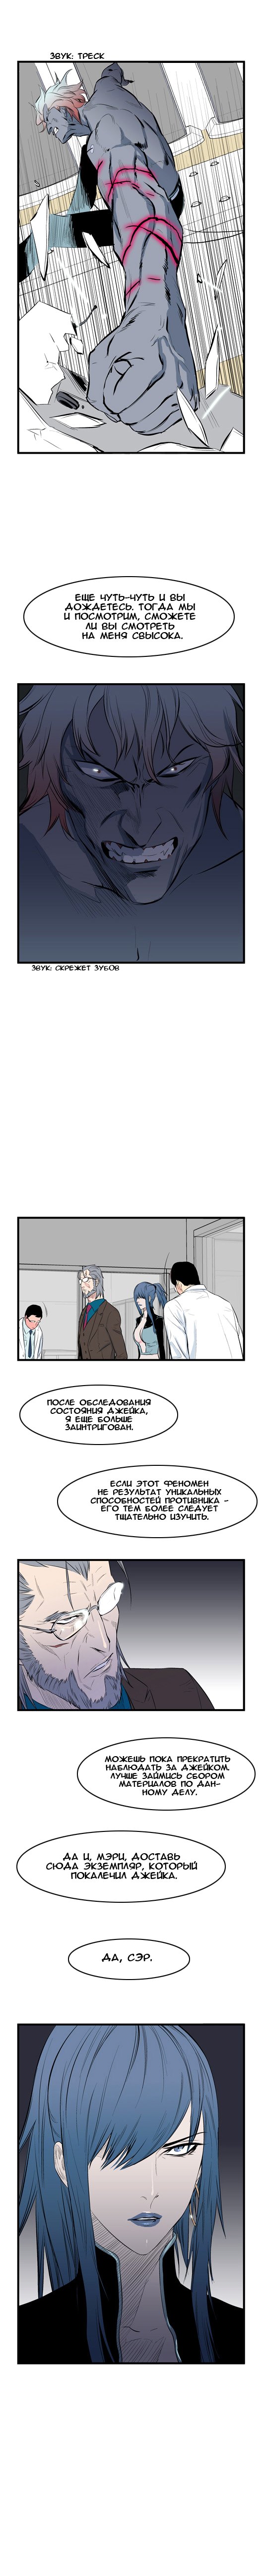 ЗВУК: ТРЕСК
ЕЩЕ ЧУТЬ-ЧУТЬ И ВЫ
ДОЖДЕТЕСЬ. ТОГДА МЫ
И ПОСМОТРИМ, СМОЖЕТЕ
ЛИ ВЫ СМОТРЕТЬ
НА МЕНЯ СВЫСОКА.
ЗВУК: СКРЕЖЕТ ЗУБОВ
ПОСЛЕ ОБСЛЕДОВАНИЯ
СОСТОЯНИЯ ДЖЕЙКА,
Я ЕЩЕ БОЛЬШЕ
ЗАИНТРИГОВАН.
ЕСЛИ ЭТОТ ФЕНОМЕН
НЕ РЕЗУЛЬТАТ УНИКАЛЬНЫХ
СПОСОБНОСТЕЙ ПРОТИВНИКА -
ЕГО ТЕМ БОЛЕЕ СЛЕДУЕТ
ТЩАТЕЛЬНО ИЗУЧИТЬ.
МОЖЕШЬ ПОКА ПРЕКРАТИТЬ
НАБЛЮДАТЬ ЗА ДЖЕЙКОМ.
ЛУЧШЕ ЗАЙМИСЬ СБОРОМ
МАТЕРИАЛОВ ПО ДАН-
НОМУ ДЕЛУ.
ДА И, МЭРИ, ДОСТАВЬ
СЮДА ЭКЗЕМПЛЯР, КОТОРЫЙ
ПОКАЛЕЧИЛ ДЖЕЙКА.
ДА, СЭР.